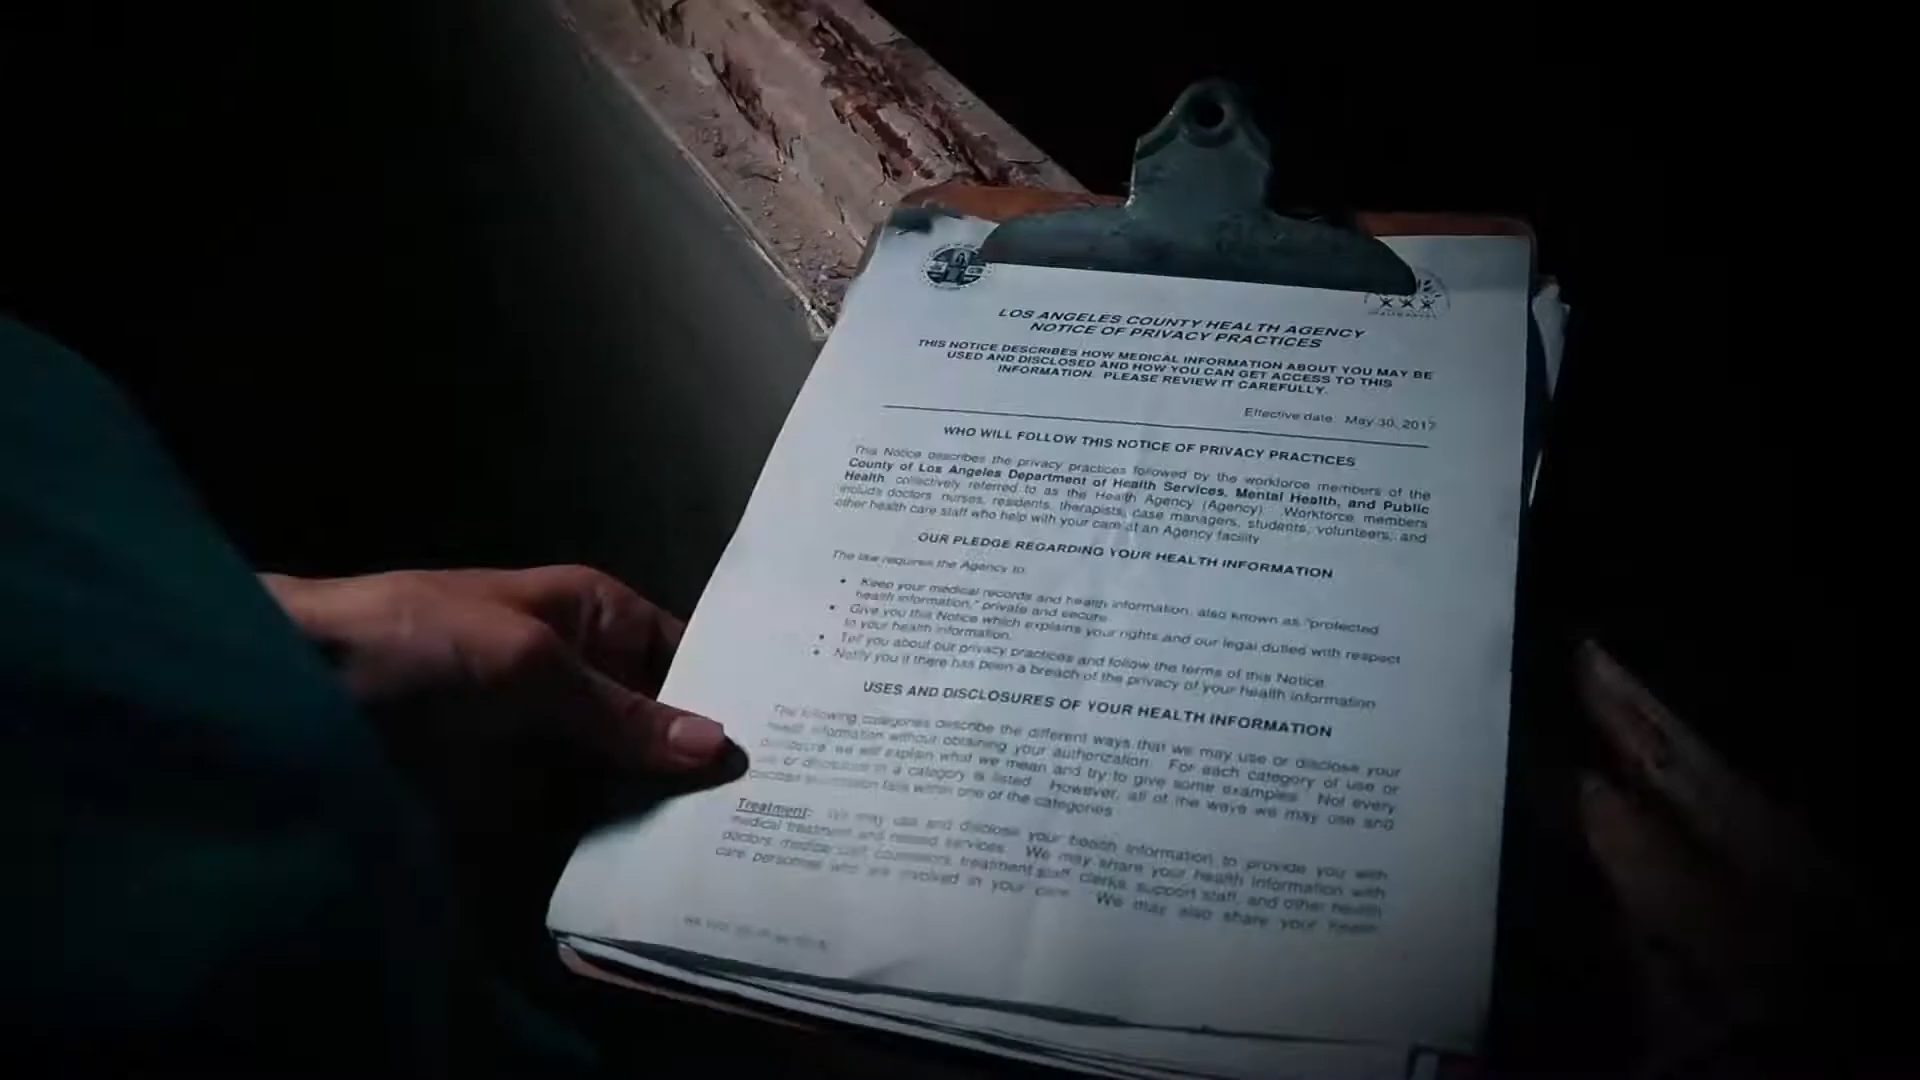 LOS ANGELES COUNTY HEALTH AGENCY
NOTICE OF PRIVACY PRACTICES
THIS NOTICE DESCRIBES HOW MEDICAL INFORMATION ABOUT YOU MAY BE
USED AND DISCLOSED AND HOW YOU CAN GET ACCESS TO THIS
INFORMATION. PLEASE REVIEW IT CAREFULLY.
Effective date: May 30, 2017
WHO WILL FOLLOW THIS NOTICE OF PRIVACY PRACTICES
This Notice describes the privacy practices followed by the workforce members of the
County of Los Angeles Department of Health Services, Mental Health, and Public
Health, collectively referred to as the Health Agency (Agency). Workforce members
include doctors, nurses, residents, therapists, case managers, students, volunteers, and
other health care staff who help with your care at an Agency facility.
OUR PLEDGE REGARDING YOUR HEALTH INFORMATION
The law requires the Agency to:
• Keep your medical records and health information, also known as "protected
health information," private and secure.
• Give you this Notice which explains your rights and our legal duties with respect
to your health information.
• Tell you about our privacy practices and follow the terms of this Notice.
• Notify you if there has been a breach of the privacy of your health information.
USES AND DISCLOSURES OF YOUR HEALTH INFORMATION
The following categories describe the different ways that we may use or disclose your
health information without obtaining your authorization. For each category of use or
disclosure, we will explain what we mean and try to give some examples. Not every
use or disclosure in a category is listed. However, all of the ways we may use and
disclose information falls within one of the categories.
Treatment: We may use and disclose your health information to provide you with
medical treatment and related services. We may share your health information with
doctors, medical staff, counselors, treatment staff, clerks, support staff, and other health
care personnel who are involved in your care. We may also share your health